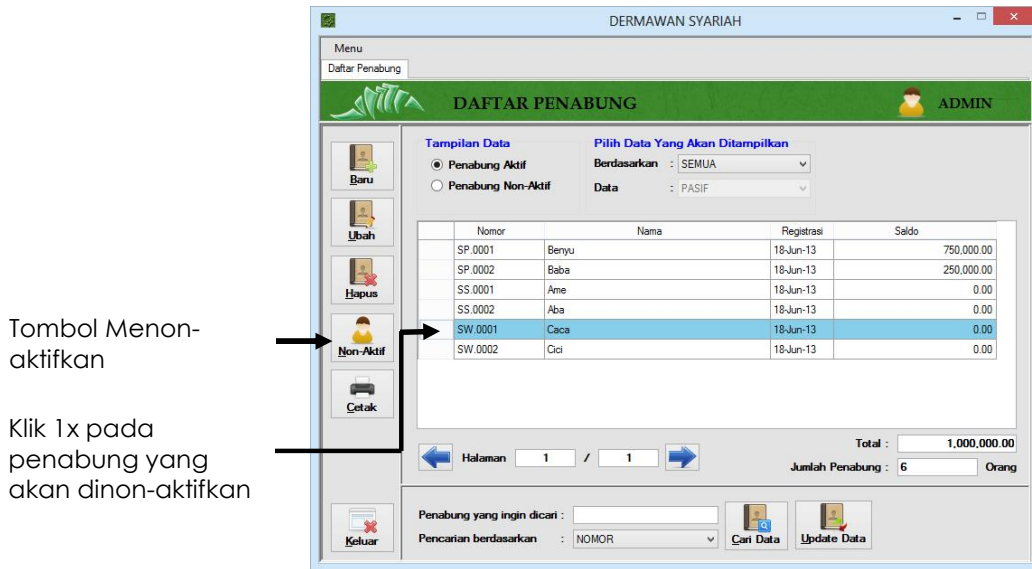 DERMAWAN SYARIAH
Menu
Daftar Penabung
DAFTAR PENABUNG
ADMIN
Baru
Ubah
Hapus
Non-Aktif
Cetak
Keluar
Tampilan Data
Penabung Aktif
Penabung Non-Aktif
Pilih Data Yang Akan Ditampilkan
Berdasarkan : SEMUA
Data : PASIF
Nomor Nama Registrasi Saldo
SP.0001 Benyu 18-Jun-13 750,000.00
SP.0002 Baba 18-Jun-13 250,000.00
SS.0001 Ame 18-Jun-13 0.00
SS.0002 Aba 18-Jun-13 0.00
SW.0001 Caca 18-Jun-13 0.00
SW.0002 Cici 18-Jun-13 0.00
Halaman 1 / 1
Total : 1,000,000.00
Jumlah Penabung : 6 Orang
Penabung yang ingin dicari :
Pencarian berdasarkan : NOMOR
Cari Data
Update Data
Tombol Menon-
aktifkan
Klik 1x pada
penabung yang
akan dinon-aktifkan